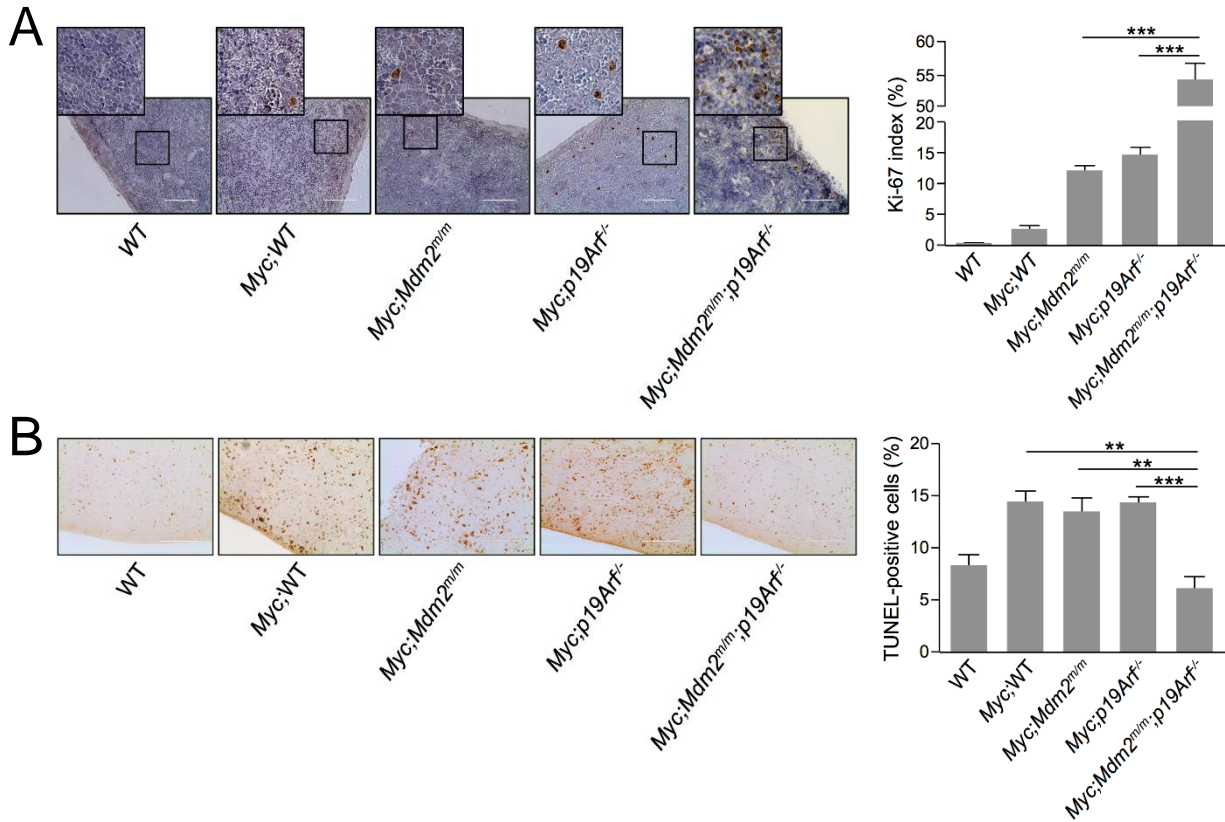 A
WT
Myc;WT
Myc;Mdm2m/m
Myc;p19Arf-/-
Myc;Mdm2m/m;p19Arf-/-
Ki-67 index (%)
60
55
50
20
15
10
5
0
***
***
WT
Myc;WT
Myc;Mdm2m/m
Myc;p19Arf-/-
Myc;Mdm2m/m;p19Arf-/-
B
WT
Myc;WT
Myc;Mdm2m/m
Myc;p19Arf-/-
Myc;Mdm2m/m;p19Arf-/-
TUNEL-positive cells (%)
20
15
10
5
0
**
**
***
WT
Myc;WT
Myc;Mdm2m/m
Myc;p19Arf-/-
Myc;Mdm2m/m;p19Arf-/-